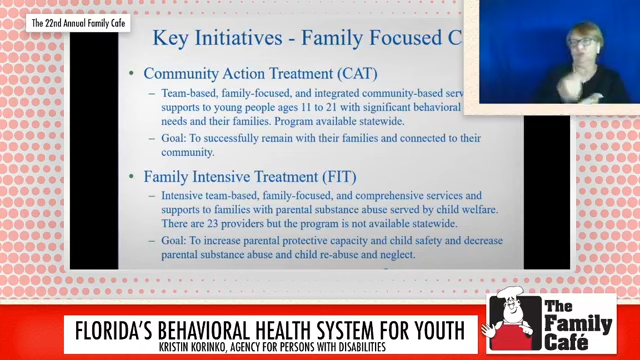 The 22nd Annual Family Cafe
Key Initiatives - Family Focused C
• Community Action Treatment (CAT)
– Team-based, family-focused, and integrated community-based serv
supports to young people ages 11 to 21 with significant behavioral
needs and their families. Program available statewide.
– Goal: To successfully remain with their families and connected to their
community.
• Family Intensive Treatment (FIT)
– Intensive team-based, family-focused, and comprehensive services and
supports to families with parental substance abuse served by child welfare.
There are 23 providers but the program is not available statewide.
– Goal: To increase parental protective capacity and child safety and decrease
parental substance abuse and child re-abuse and neglect.
FLORIDA'S BEHAVIORAL HEALTH SYSTEM FOR YOUTH
KRISTIN KORINKO, AGENCY FOR PERSONS WITH DISABILITIES
The
Family
Café